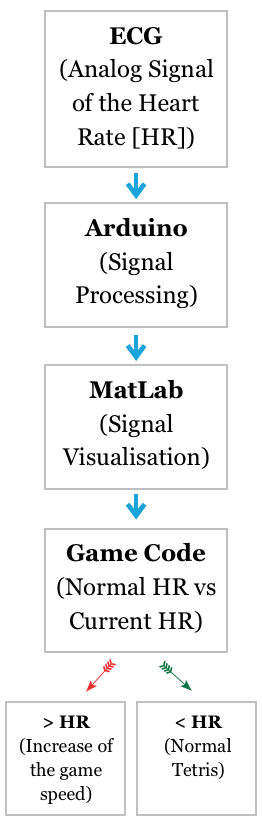 ECG
(Analog Signal
of the Heart
Rate [HR])
Arduino
(Signal
Processing)
MatLab
(Signal
Visualisation)
Game Code
(Normal HR vs
Current HR)
> HR
(Increase of
the game
speed)
< HR
(Normal
Tetris)